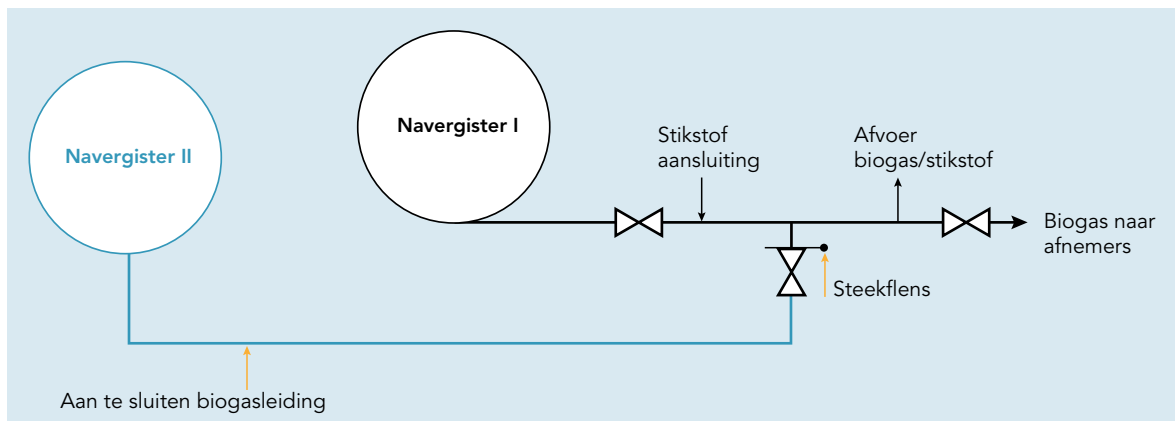 Navergister II
Navergister I
Stikstof
aansluiting
Afvoer
biogas/stikstof
Biogas naar
afnemers
Steekflens
Aan te sluiten biogasleiding